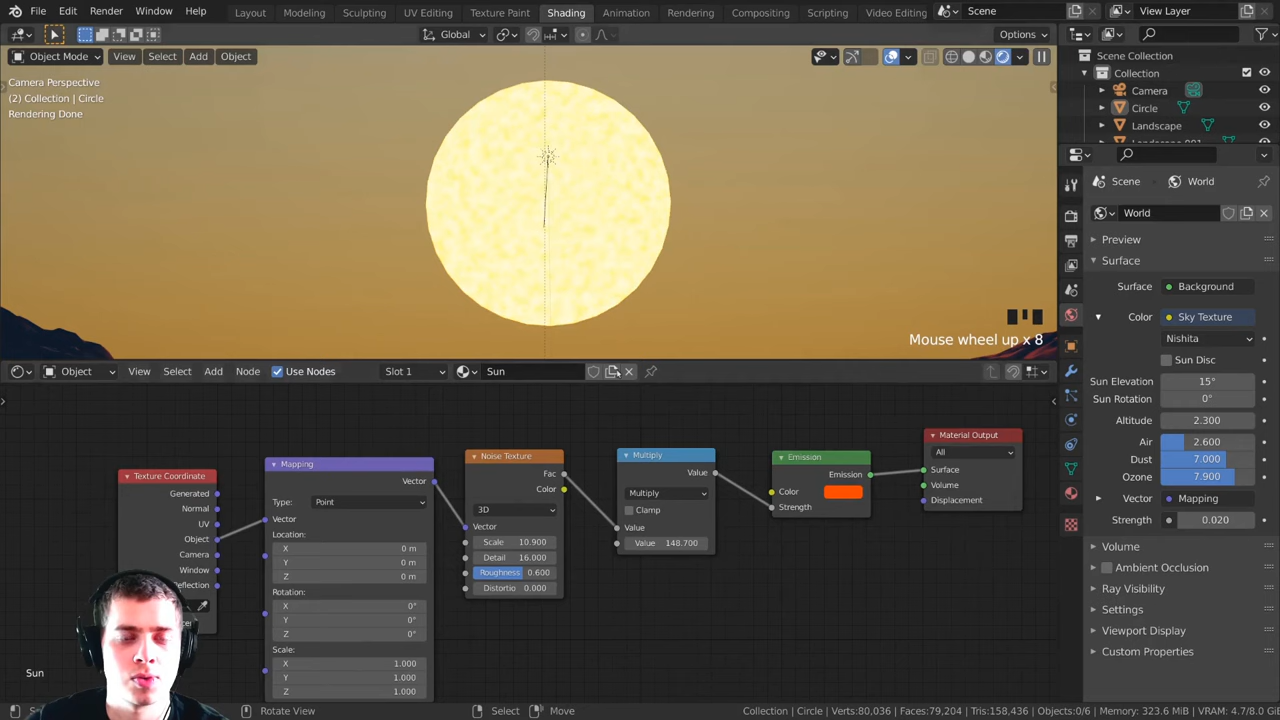 File Edit Render Window Help Layout Modeling Sculpting UV Editing Texture Paint Shading Animation Rendering Compositing Scripting Video Editing Scene View Layer
Global Options
Object Mode View Select Add Object
Camera Perspective
(2) Collection | Circle
Rendering Done
Mouse wheel up x 8
Scene Collection
Collection
Camera
Circle
Landscape
Scene World
World
Preview
Surface
Surface Background
Color Sky Texture
Nishita
Sun Disc
Sun Elevation 15°
Sun Rotation 0°
Altitude 2.300
Air 2.600
Dust 7.000
Ozone 7.900
Vector Mapping
Strength 0.020
Volume
Ambient Occlusion
Ray Visibility
Settings
Viewport Display
Custom Properties
Object View Select Add Node Use Nodes Slot 1 Sun
Texture Coordinate
Generated
Normal
UV
Object
Camera
Window
Reflection
Mapping
Vector
Type: Point
Vector
Location:
X 0 m
Y 0 m
Z 0 m
Rotation:
X 0°
Y 0°
Z 0°
Scale:
X 1.000
Y 1.000
Z 1.000
Noise Texture
Fac
Color
3D
Vector
Scale 10.900
Detail 16.000
Roughness 0.600
Distortio 0.000
Multiply
Value
Multiply
Clamp
Value
Value 148.700
Emission
Emission
Color
Strength
Material Output
All
Surface
Volume
Displacement
Sun
Rotate View Select Move Collection | Circle | Verts:80,036 | Faces:79,204 | Tris:158,436 | Objects:0/6 | Memory: 323.6 MiB | VRAM: 4.7/8.0 Gi